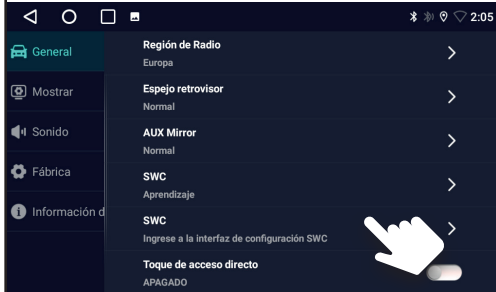 2:05
General
Mostrar
Sonido
Fábrica
Información d
Región de Radio
Europa
Espejo retrovisor
Normal
AUX Mirror
Normal
SWC
Aprendizaje
SWC
Ingrese a la interfaz de configuración SWC
Toque de acceso directo
APAGADO